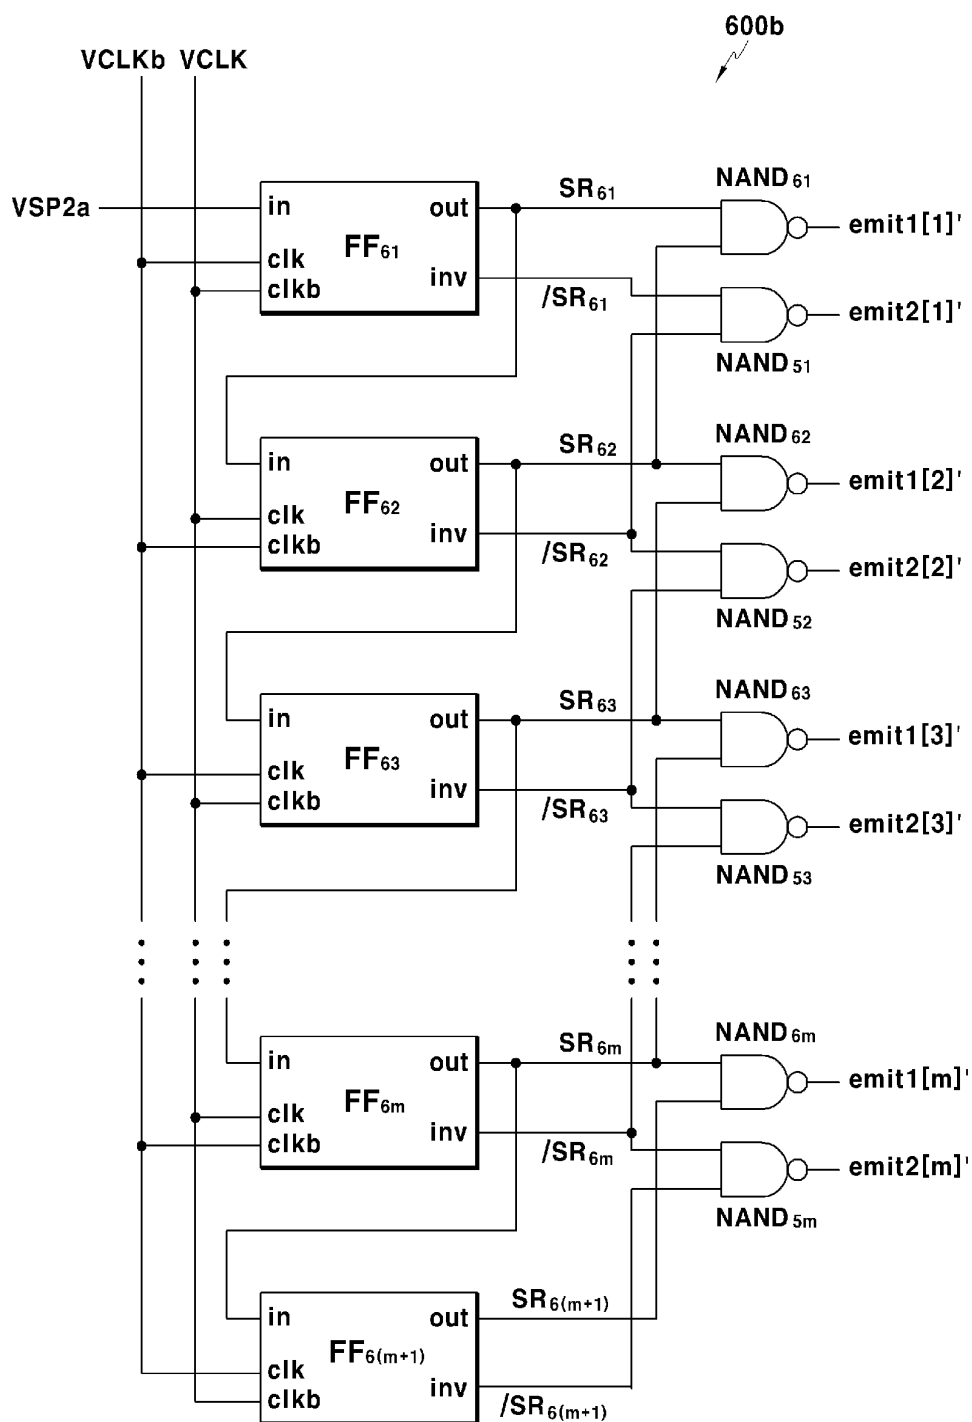 600b
VCLKb VCLK
VSP2a
in
out
clk
clkb
inv
FF61
SR61
/SR61
NAND61
emit1[1]'
emit2[1]'
NAND51
in
out
clk
clkb
inv
FF62
SR62
/SR62
NAND62
emit1[2]'
emit2[2]'
NAND52
in
out
clk
clkb
inv
FF63
SR63
/SR63
NAND63
emit1[3]'
emit2[3]'
NAND53
in
out
clk
clkb
inv
FF6m
SR6m
/SR6m
NAND6m
emit1[m]'
emit2[m]'
NAND5m
in
out
clk
clkb
inv
FF6(m+1)
SR6(m+1)
/SR6(m+1)